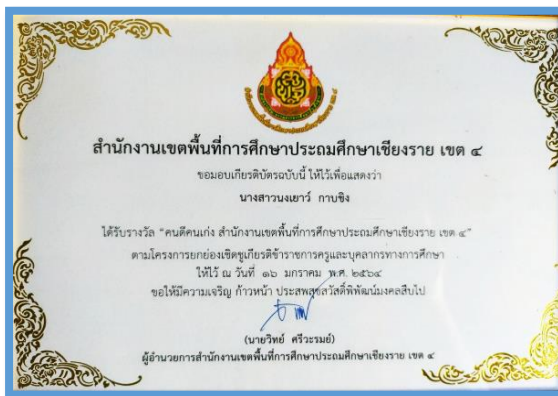 สำนักงานเขตพื้นที่การศึกษาประถมศึกษาเชียงราย เขต ๔
ขอมอบเกียรติบัตรฉบับนี้ ให้ไว้เพื่อแสดงว่า
นางสาวนงเยาว์ กาบขิง
ได้รับรางวัล "คนดีคนเก่ง สำนักงานเขตพื้นที่การศึกษาประถมศึกษาเชียงราย เขต ๔"
ตามโครงการยกย่องเชิดชูเกียรติข้าราชการครูและบุคลากรทางการศึกษา
ให้ไว้ ณ วันที่ ๑๖ มกราคม พ.ศ. ๒๕๖๔
ขอให้มีความเจริญ ก้าวหน้า ประสพสุขสวัสดิ์พิพัฒน์มงคลสืบไป
(นายวิทย์ ศรีวะรมย์)
ผู้อำนวยการสำนักงานเขตพื้นที่การศึกษาประถมศึกษาเชียงราย เขต ๔